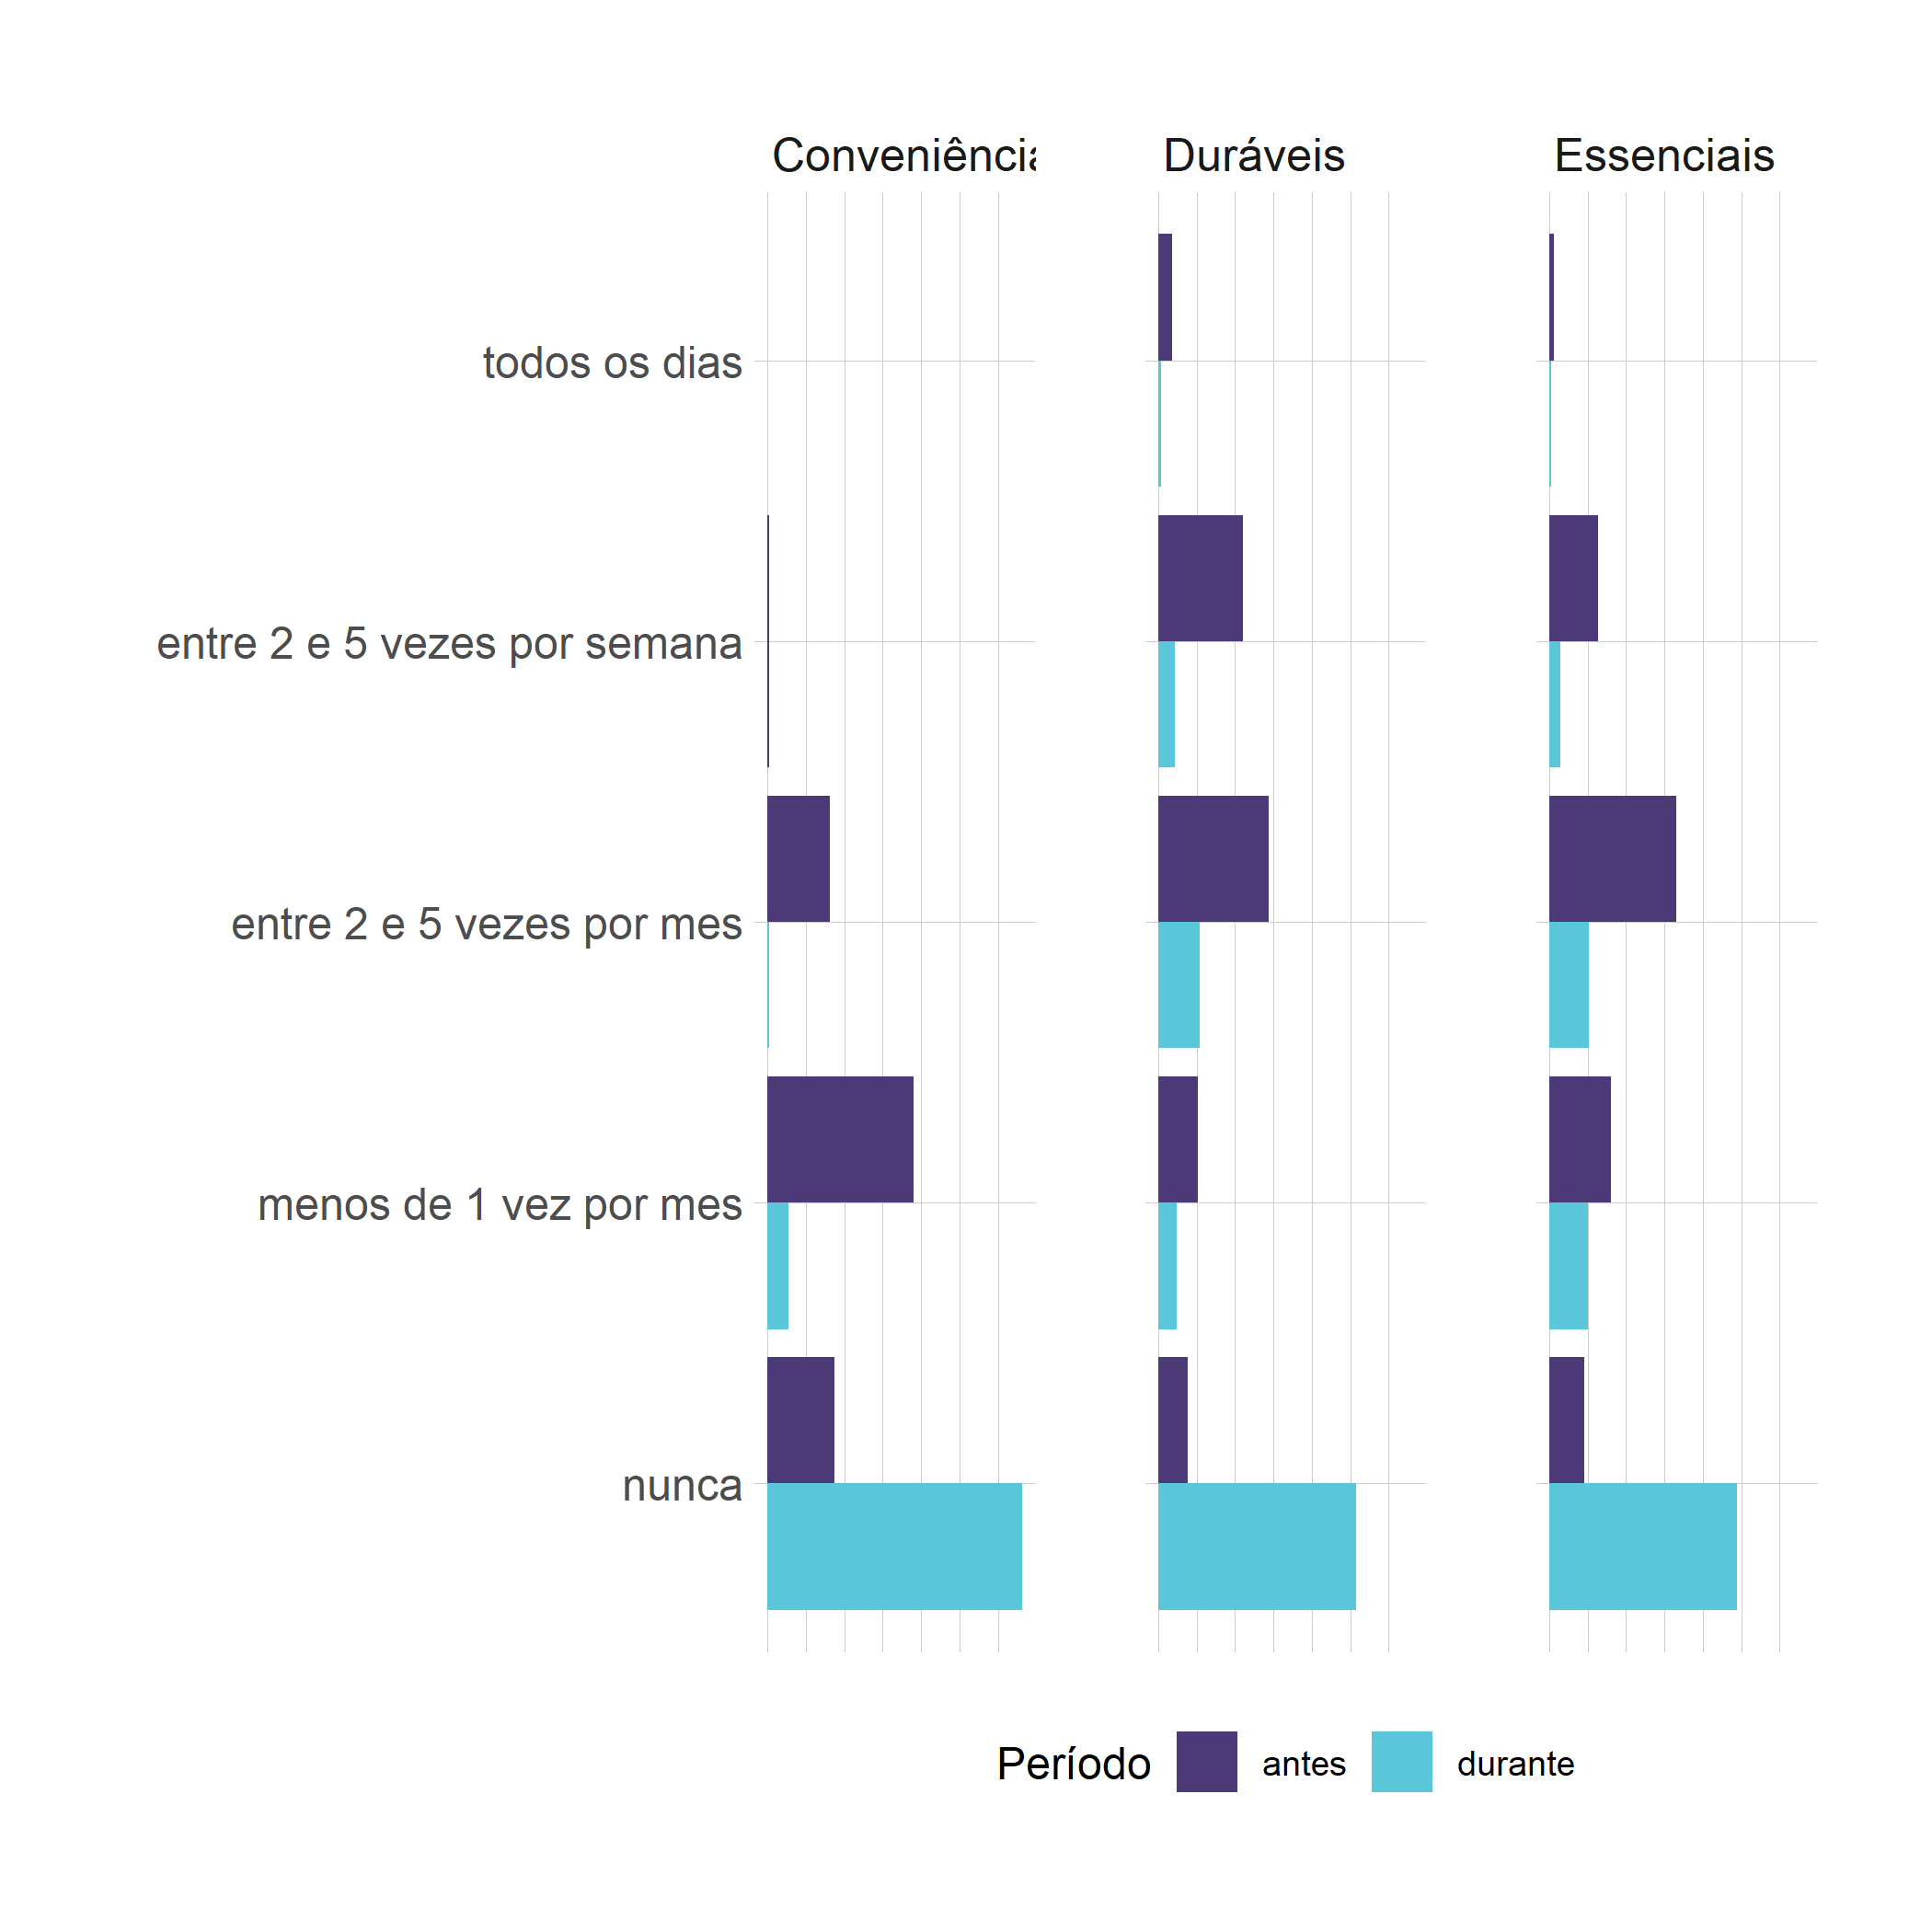 Conveniência
Duráveis
Essenciais
todos os dias
entre 2 e 5 vezes por semana
entre 2 e 5 vezes por mes
menos de 1 vez por mes
nunca
Período
antes
durante